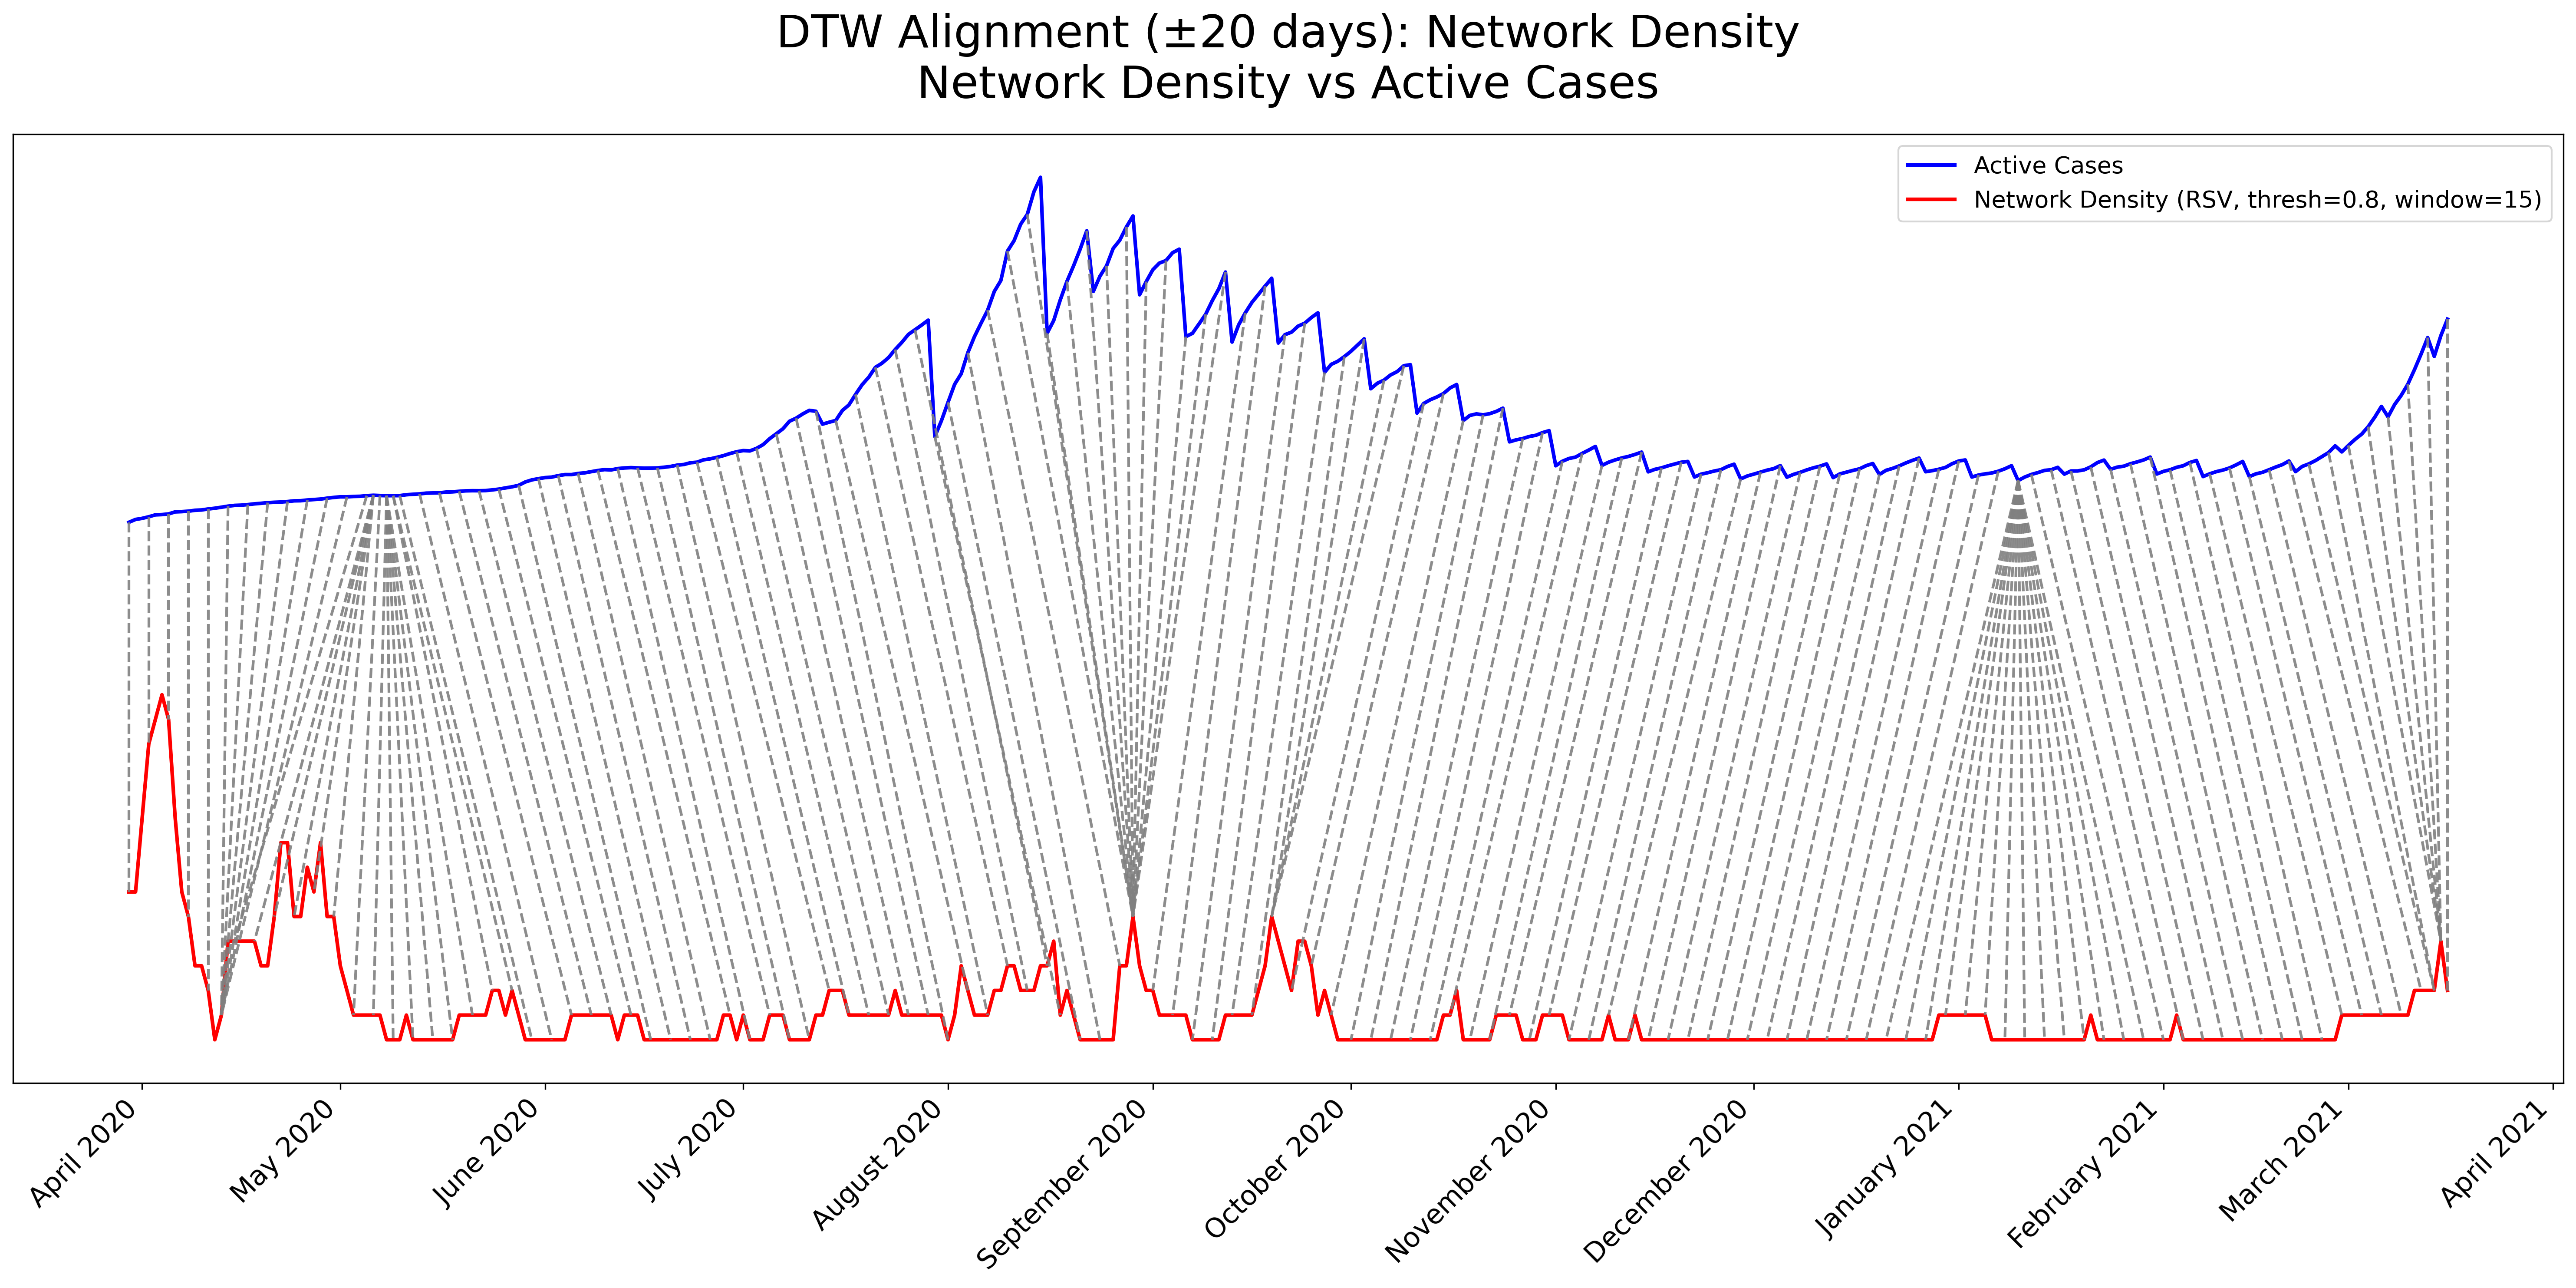 DTW Alignment (±20 days): Network Density
Network Density vs Active Cases
Active Cases
Network Density (RSV, thresh=0.8, window=15)
April 2020
May 2020
June 2020
July 2020
August 2020
September 2020
October 2020
November 2020
December 2020
January 2021
February 2021
March 2021
April 2021